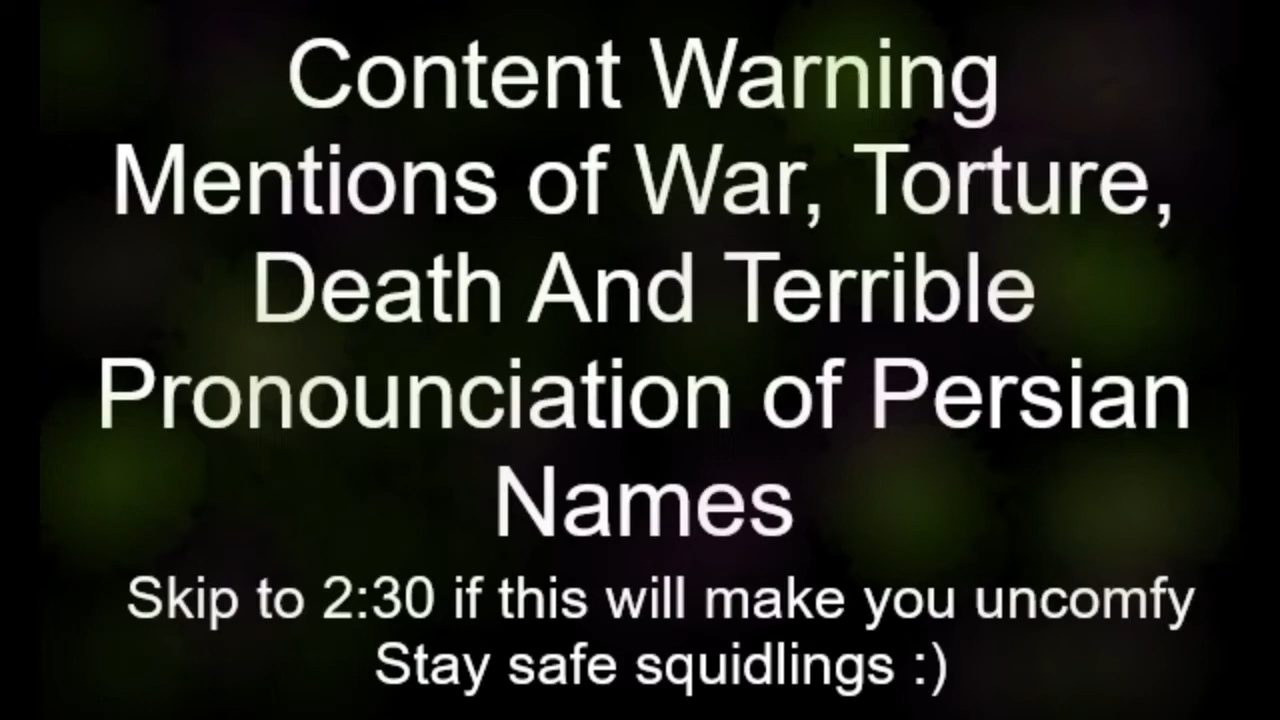 Content Warning
Mentions of War, Torture,
Death And Terrible
Pronounciation of Persian
Names
Skip to 2:30 if this will make you uncomfy
Stay safe squidlings :)